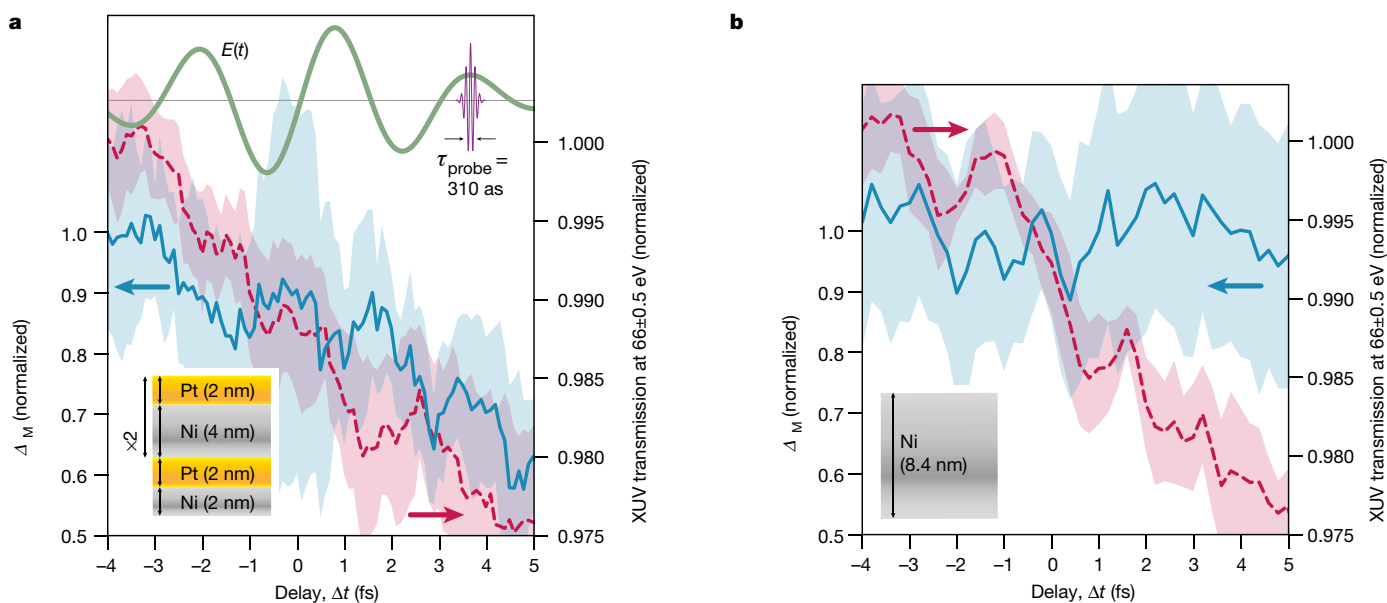 a
E(t)
τprobe =
310 as
1.0
0.9
0.8
0.7
0.6
0.5
ΔM (normalized)
1.000
0.995
0.990
0.985
0.980
0.975
XUV transmission at 66±0.5 eV (normalized)
×2
Pt (2 nm)
Ni (4 nm)
Pt (2 nm)
Ni (2 nm)
–4 –3 –2 –1 0 1 2 3 4 5
Delay, Δt (fs)
b
1.0
0.9
0.8
0.7
0.6
0.5
ΔM (normalized)
1.000
0.995
0.990
0.985
0.980
0.975
XUV transmission at 66±0.5 eV (normalized)
Ni
(8.4 nm)
–4 –3 –2 –1 0 1 2 3 4 5
Delay, Δt (fs)